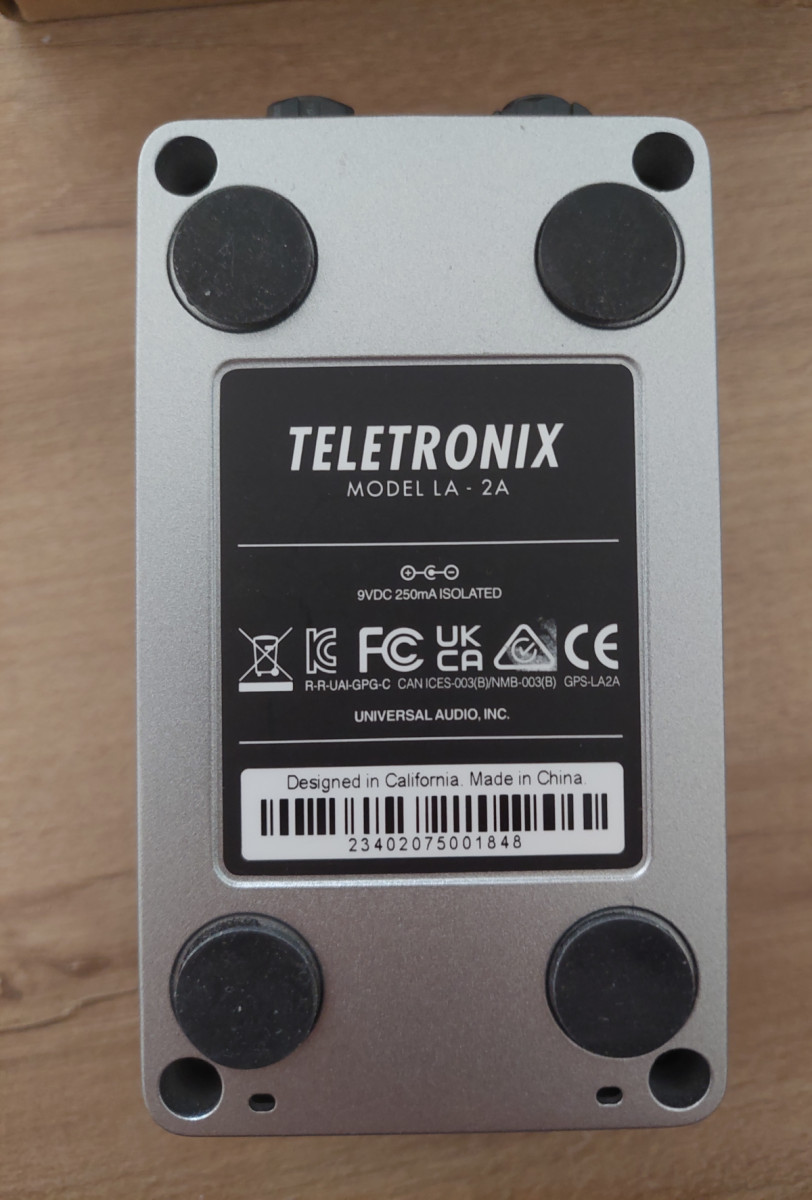 TELETRONIX
MODEL LA - 2A
9VDC 250mA ISOLATED
FC UK CA CE
R-R-UAI-GPG-C CAN ICES-003(B)/NMB-003(B) GPS-LA2A
UNIVERSAL AUDIO, INC.
Designed in California. Made in China.
23402075001848